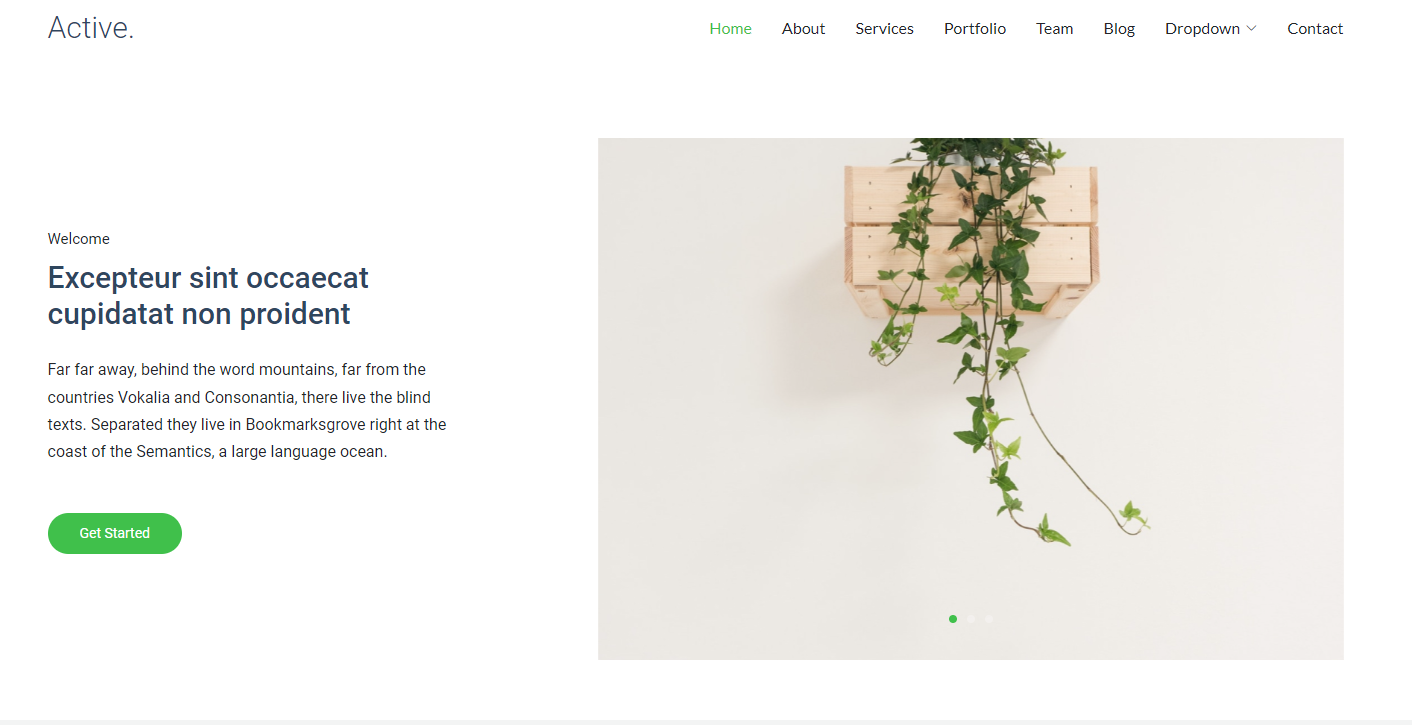 Active.
Home About Services Portfolio Team Blog Dropdown Contact
Welcome
Excepteur sint occaecat
cupidatat non proident
Far far away, behind the word mountains, far from the
countries Vokalia and Consonantia, there live the blind
texts. Separated they live in Bookmarksgrove right at the
coast of the Semantics, a large language ocean.
Get Started